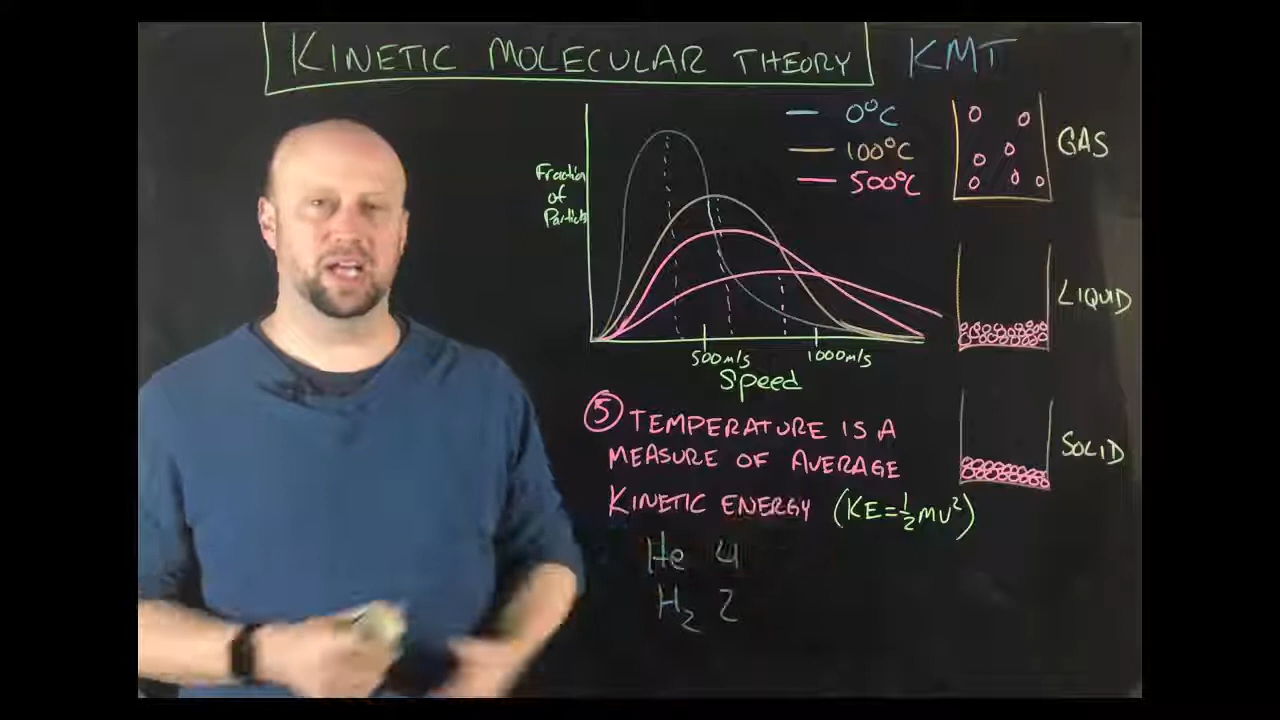 KINETIC MOLECULAR THEORY KMT
0°C
100°C
500°C
Fraction
of
Particles
500m/s 1000m/s
Speed
GAS
LIQUID
SOLID
⑤ TEMPERATURE IS A
MEASURE OF AVERAGE
KINETIC ENERGY (KE=½mv²)
He 4
H₂ 2